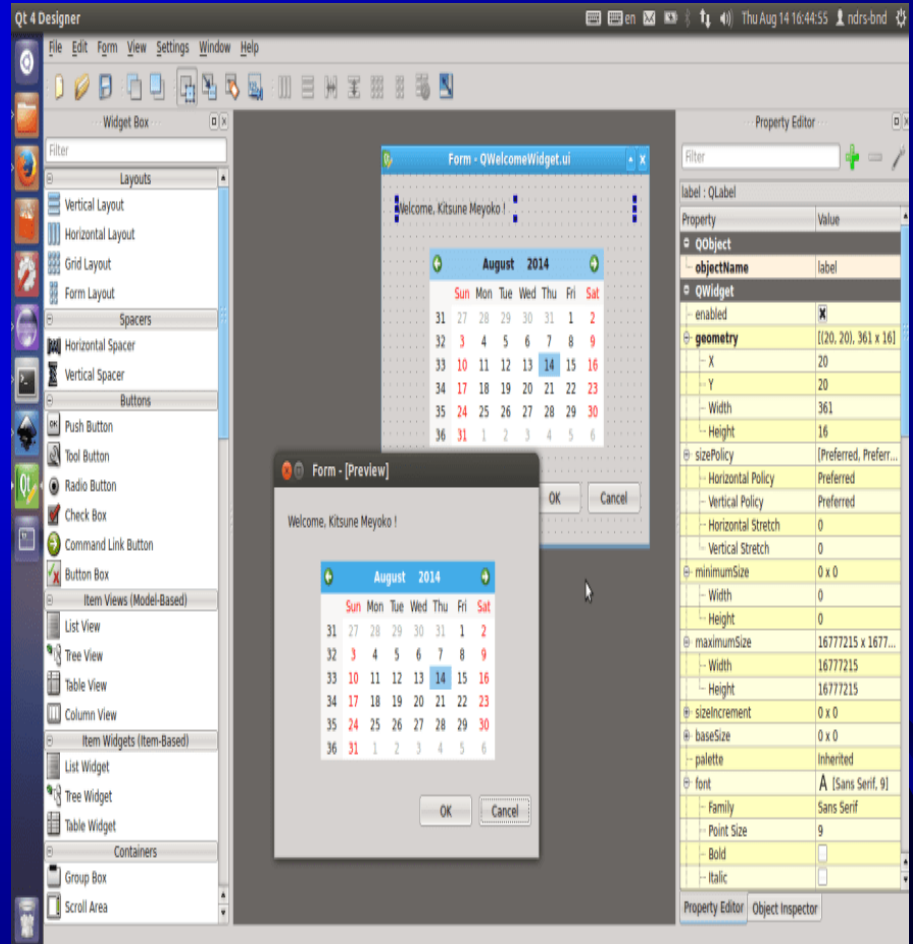 Qt 4 Designer
en
Thu Aug 14 16:44:55
ndrs-bnd
File Edit Form View Settings Window Help
Widget Box
Filter
Layouts
Vertical Layout
Horizontal Layout
Grid Layout
Form Layout
Spacers
Horizontal Spacer
Vertical Spacer
Buttons
OK
Push Button
Tool Button
Radio Button
Check Box
Command Link Button
Button Box
Item Views (Model-Based)
List View
Tree View
Table View
Column View
Item Widgets (Item-Based)
List Widget
Tree Widget
Table Widget
Containers
Group Box
Scroll Area
Form - QWelcomeWidget.ui
Welcome, Kitsune Meyoko !
August 2014
Sun Mon Tue Wed Thu Fri Sat
31 27 28 29 30 31 1 2
32 3 4 5 6 7 8 9
33 10 11 12 13 14 15 16
34 17 18 19 20 21 22 23
35 24 25 26 27 28 29 30
36 31 1 2 3 4 5 6
OK Cancel
Form - [Preview]
Welcome, Kitsune Meyoko !
August 2014
Sun Mon Tue Wed Thu Fri Sat
31 27 28 29 30 31 1 2
32 3 4 5 6 7 8 9
33 10 11 12 13 14 15 16
34 17 18 19 20 21 22 23
35 24 25 26 27 28 29 30
36 31 1 2 3 4 5 6
OK Cancel
Property Editor
Filter
label : QLabel
Property Value
QObject
objectName label
QWidget
enabled
geometry [(20, 20), 361 x 16]
X 20
Y 20
Width 361
Height 16
sizePolicy [Preferred, Preferr...
Horizontal Policy Preferred
Vertical Policy Preferred
Horizontal Stretch 0
Vertical Stretch 0
minimumSize 0 x 0
Width 0
Height 0
maximumSize 16777215 x 1677...
Width 16777215
Height 16777215
sizeIncrement 0 x 0
baseSize 0 x 0
palette Inherited
font A [Sans Serif, 9]
Family Sans Serif
Point Size 9
Bold
Italic
Property Editor Object Inspector